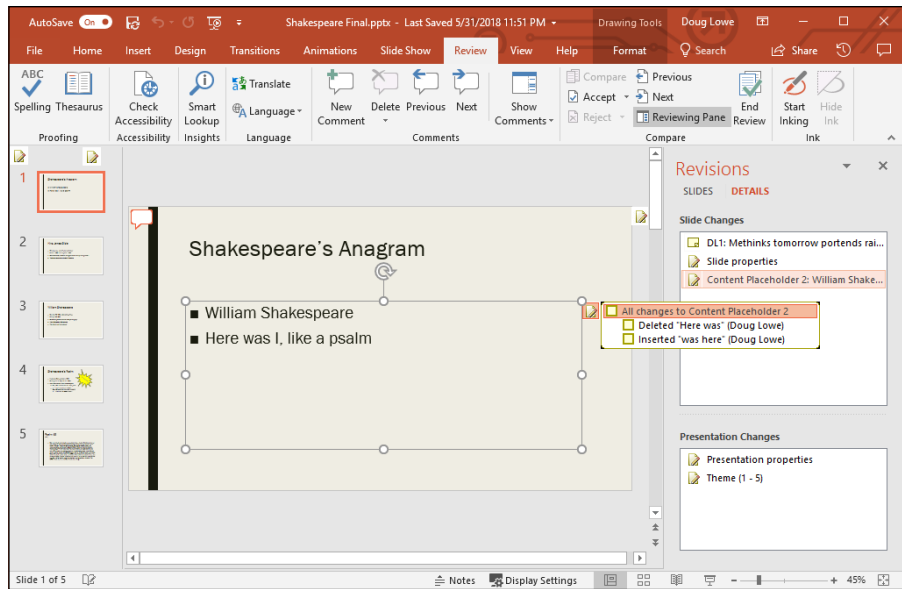 AutoSave On Shakespeare Final.pptx - Last Saved 5/31/2018 11:51 PM Drawing Tools Doug Lowe
File Home Insert Design Transitions Animations Slide Show Review View Help Format Search Share
ABC
Spelling Thesaurus Check Accessibility Smart Lookup Translate Language New Comment Delete Previous Next Show Comments Compare Accept Reject Previous Next Reviewing Pane End Review Start Inking Hide Ink
Proofing Accessibility Insights Language Comments Compare Ink
1
2
3
4
5
Shakespeare's Anagram
William Shakespeare
Here was I, like a psalm
All changes to Content Placeholder 2
Deleted "Here was" (Doug Lowe)
Inserted "was here" (Doug Lowe)
Revisions
SLIDES DETAILS
Slide Changes
DL1: Methinks tomorrow portends rai...
Slide properties
Content Placeholder 2: William Shake...
Presentation Changes
Presentation properties
Theme (1 - 5)
Slide 1 of 5 Notes Display Settings 45%